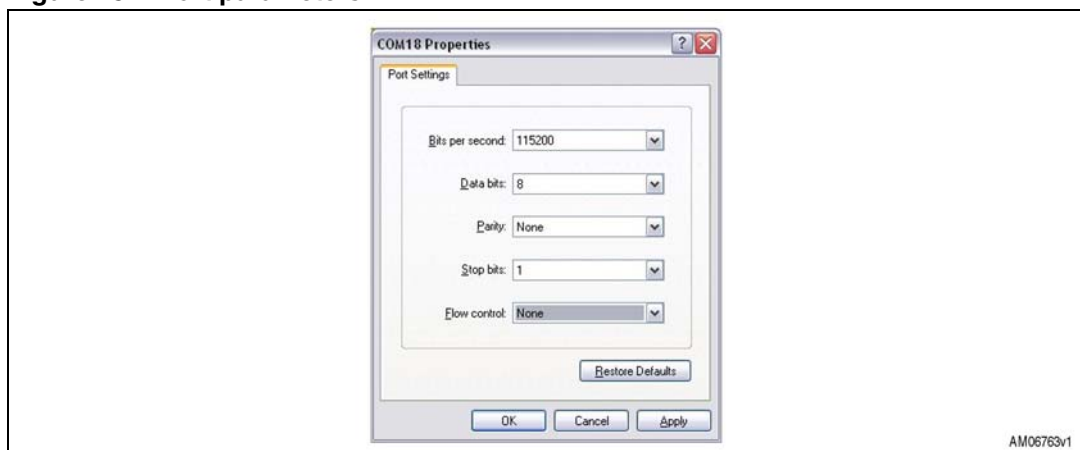 COM18 Properties
Port Settings
Bits per second: 115200
Data bits: 8
Parity: None
Stop bits: 1
Flow control: None
Restore Defaults
OK Cancel Apply
AM06763v1